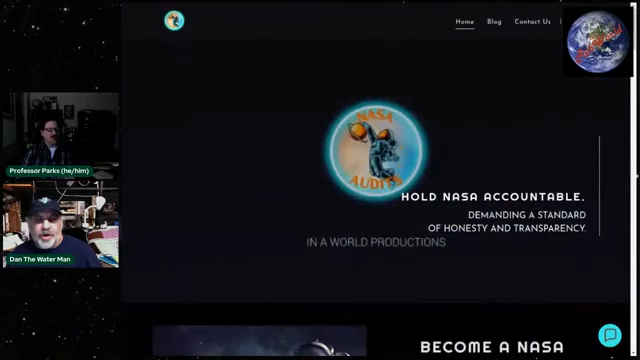 Home Blog Contact Us
Professor Parks (he/him)
Dan The Water Man
NASA
AUDITS
HOLD NASA ACCOUNTABLE.
DEMANDING A STANDARD
OF HONESTY AND TRANSPARENCY.
IN A WORLD PRODUCTIONS
BECOME A NASA